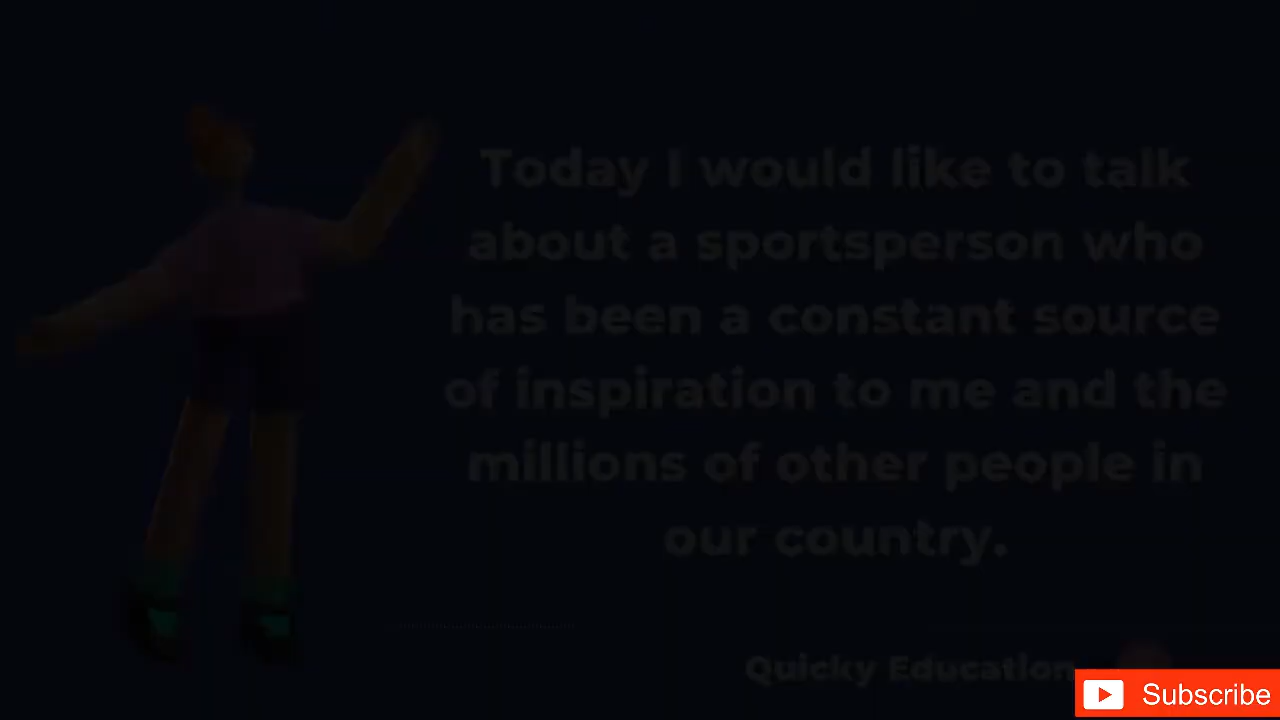 Today I would like to talk
about a sportsperson who
has been a constant source
of inspiration to me and the
millions of other people in
our country.
Quicky Education
Subscribe